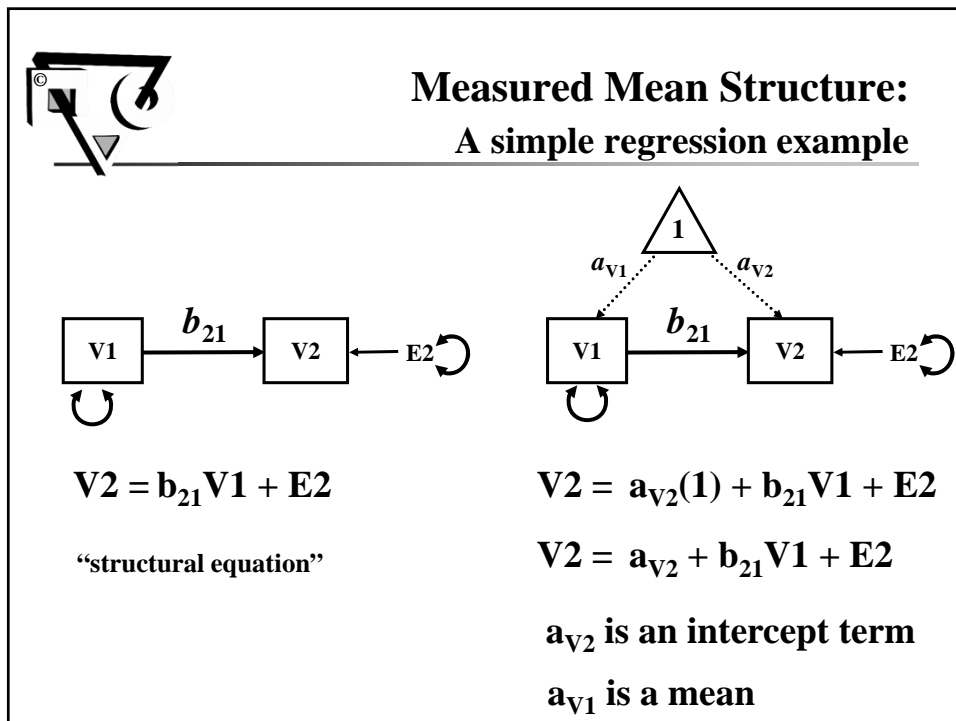 ©
Measured Mean Structure:
A simple regression example
b₂₁
V1
V2
E2
V2 = b₂₁V1 + E2
“structural equation”
1
aᵥ₁
aᵥ₂
b₂₁
V1
V2
E2
V2 = aᵥ₂(1) + b₂₁V1 + E2
V2 = aᵥ₂ + b₂₁V1 + E2
aᵥ₂ is an intercept term
aᵥ₁ is a mean